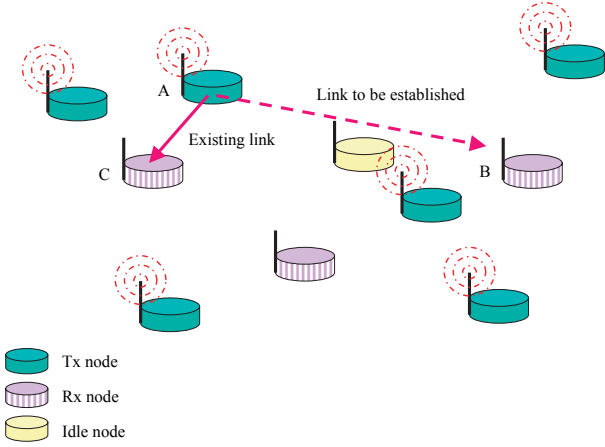 A
Link to be established
Existing link
C
B
Tx node
Rx node
Idle node